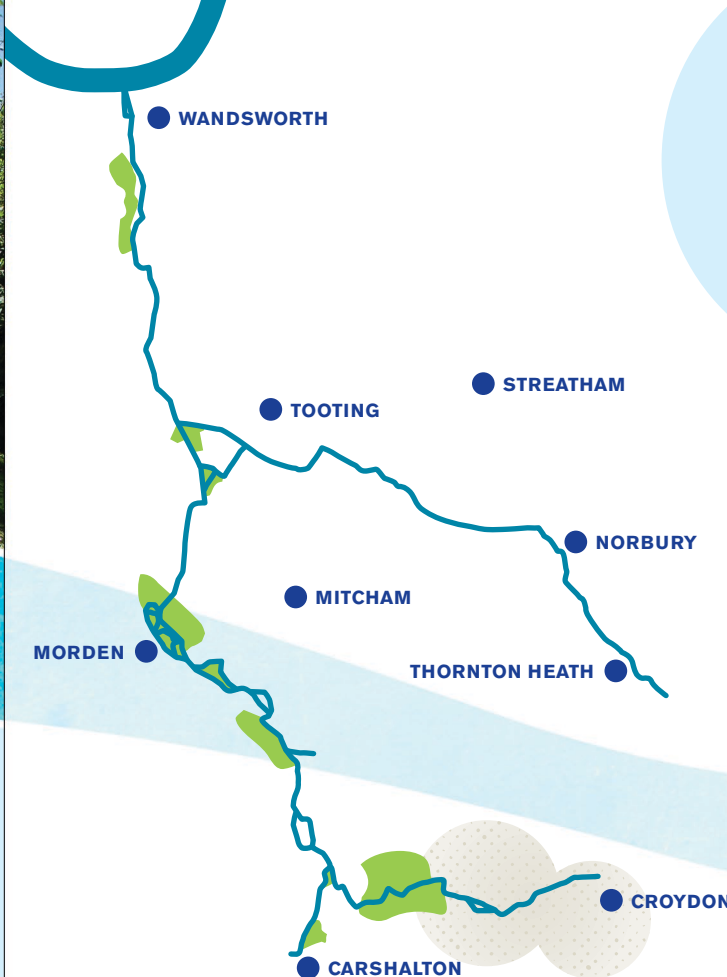 WANDSWORTH
STREATHAM
TOOTING
NORBURY
MITCHAM
MORDEN
THORNTON HEATH
CROYDON
CARSHALTON